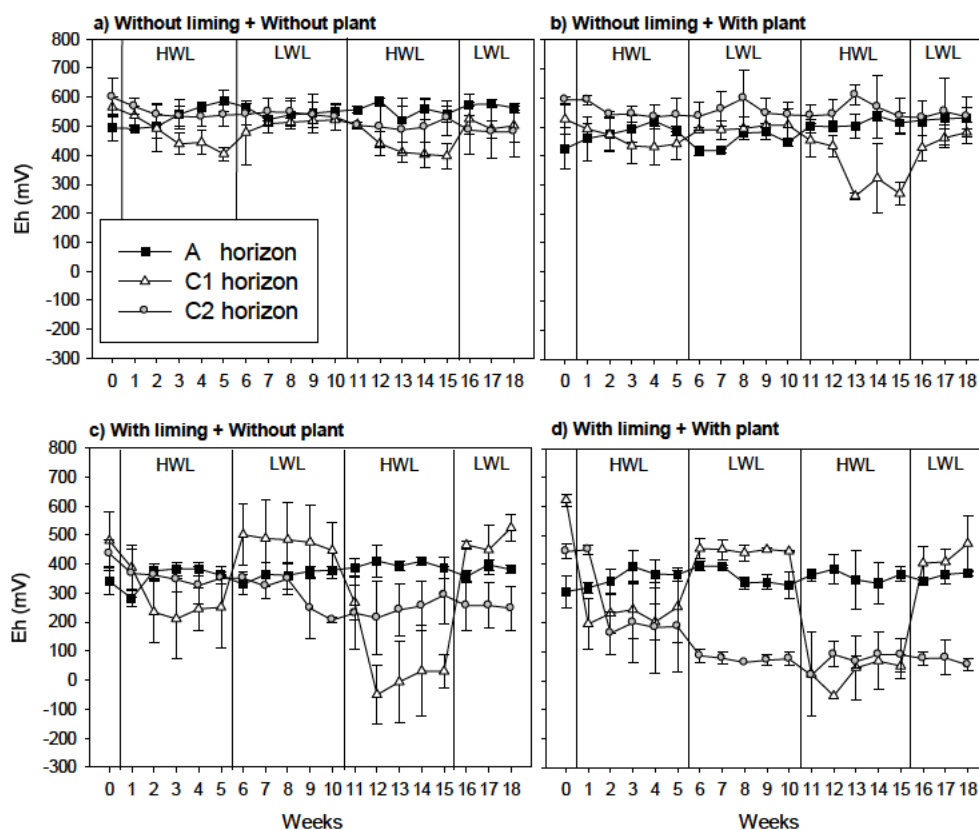 a) Without liming + Without plant
b) Without liming + With plant
800
700
600
500
400
300
200
100
0
-100
-200
-300
Eh (mV)
HWL LWL HWL LWL
HWL LWL HWL LWL
A horizon
C1 horizon
C2 horizon
0 1 2 3 4 5 6 7 8 9 10 11 12 13 14 15 16 17 18
0 1 2 3 4 5 6 7 8 9 10 11 12 13 14 15 16 17 18
c) With liming + Without plant
d) With liming + With plant
800
700
600
500
400
300
200
100
0
-100
-200
-300
Eh (mV)
HWL LWL HWL LWL
HWL LWL HWL LWL
0 1 2 3 4 5 6 7 8 9 10 11 12 13 14 15 16 17 18
0 1 2 3 4 5 6 7 8 9 10 11 12 13 14 15 16 17 18
Weeks
Weeks